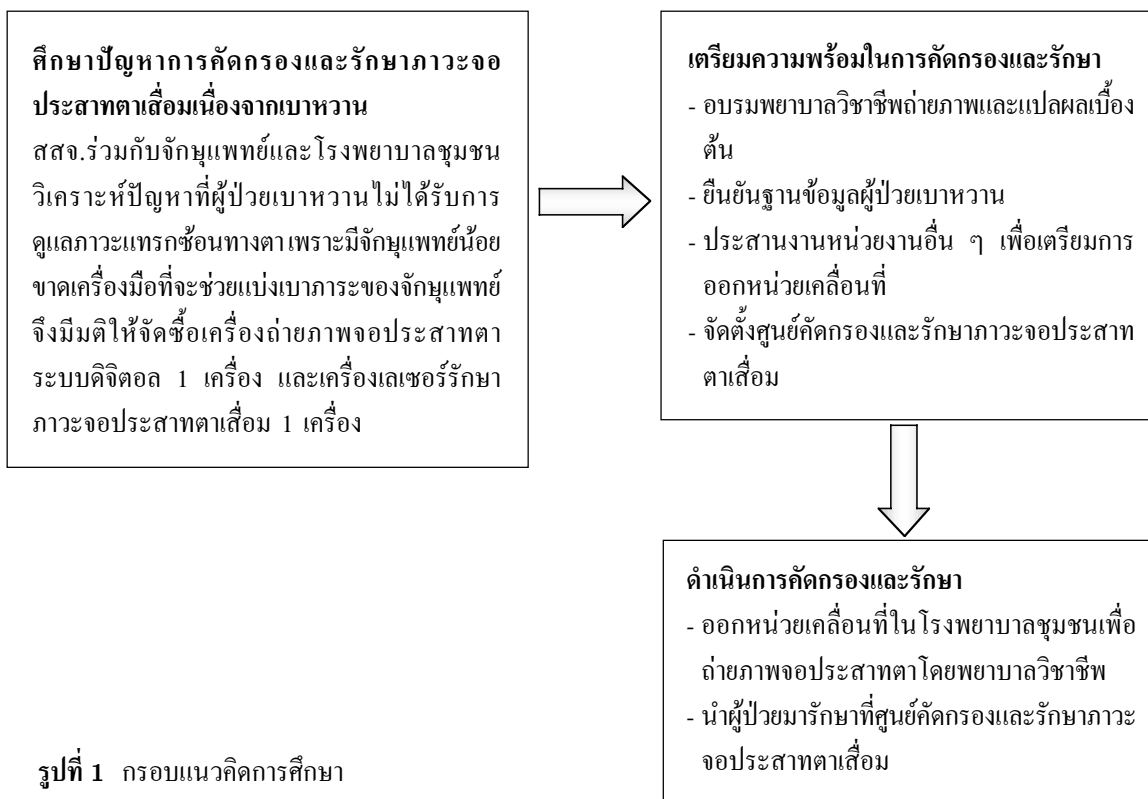 ศึกษาปัญหาการคัดกรองและรักษาภาวะจอ
ประสาทตาเสื่อมเนื่องจากเบาหวาน
สสจ.ร่วมกับจักษุแพทย์และโรงพยาบาลชุมชน
วิเคราะห์ปัญหาที่ผู้ป่วยเบาหวานไม่ได้รับการ
ดูแลภาวะแทรกซ้อนทางตา เพราะมีจักษุแพทย์น้อย
ขาดเครื่องมือที่จะช่วยแบ่งเบาภาระของจักษุแพทย์
จึงมีมติให้จัดซื้อเครื่องถ่ายภาพจอประสาทตา
ระบบดิจิตอล 1 เครื่อง และเครื่องเลเซอร์รักษา
ภาวะจอประสาทตาเสื่อม 1 เครื่อง
เตรียมความพร้อมในการคัดกรองและรักษา
- อบรมพยาบาลวิชาชีพถ่ายภาพและแปลผลเบื้อง
ต้น
- ยืนยันฐานข้อมูลผู้ป่วยเบาหวาน
- ประสานงานหน่วยงานอื่น ๆ เพื่อเตรียมการ
ออกหน่วยเคลื่อนที่
- จัดตั้งศูนย์คัดกรองและรักษาภาวะจอประสาท
ตาเสื่อม
ดำเนินการคัดกรองและรักษา
- ออกหน่วยเคลื่อนที่ในโรงพยาบาลชุมชนเพื่อ
ถ่ายภาพจอประสาทตาโดยพยาบาลวิชาชีพ
- นำผู้ป่วยมารักษาที่ศูนย์คัดกรองและรักษาภาวะ
จอประสาทตาเสื่อม
รูปที่ 1 กรอบแนวคิดการศึกษา